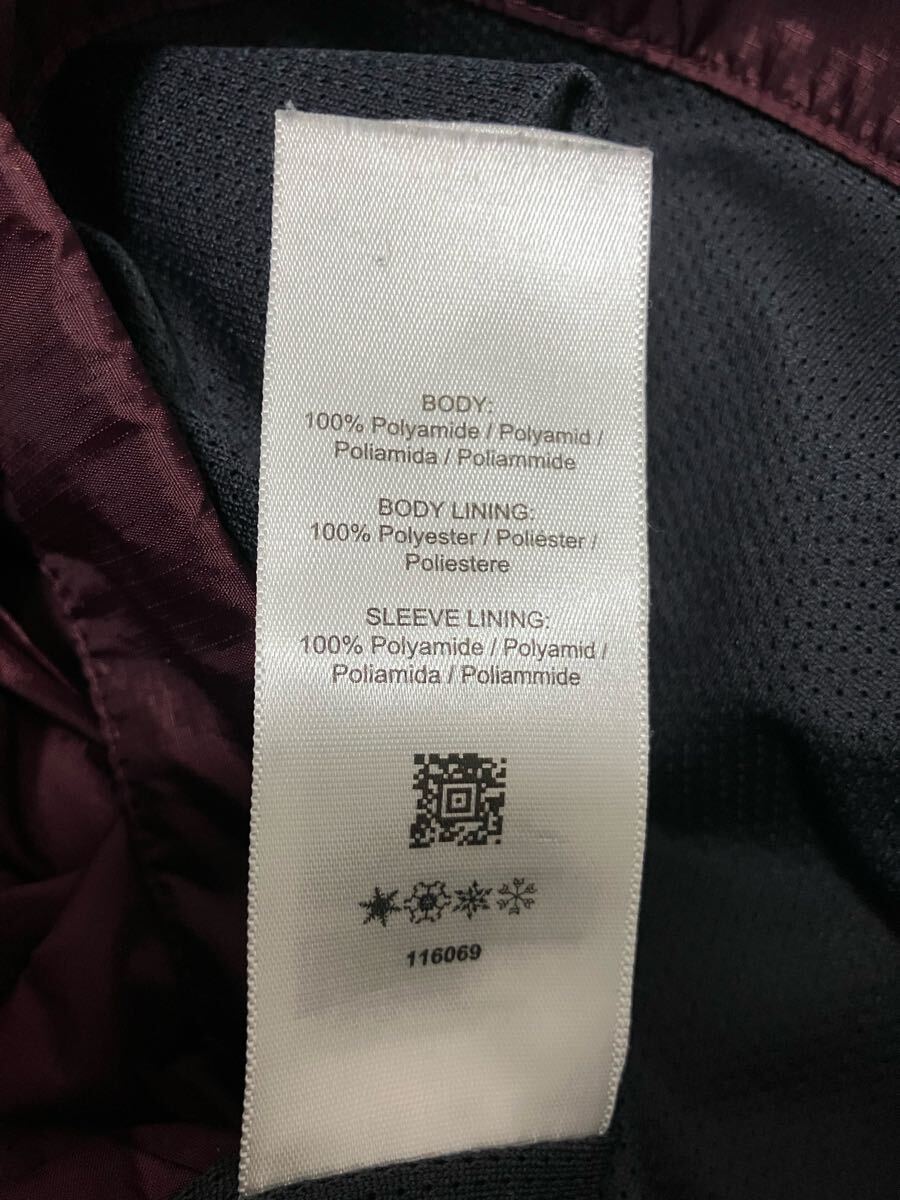 BODY:
100% Polyamide / Polyamid /
Poliamida / Poliammide
BODY LINING:
100% Polyester / Poliéster /
Poliestere
SLEEVE LINING:
100% Polyamide / Polyamid /
Poliamida / Poliammide
116069